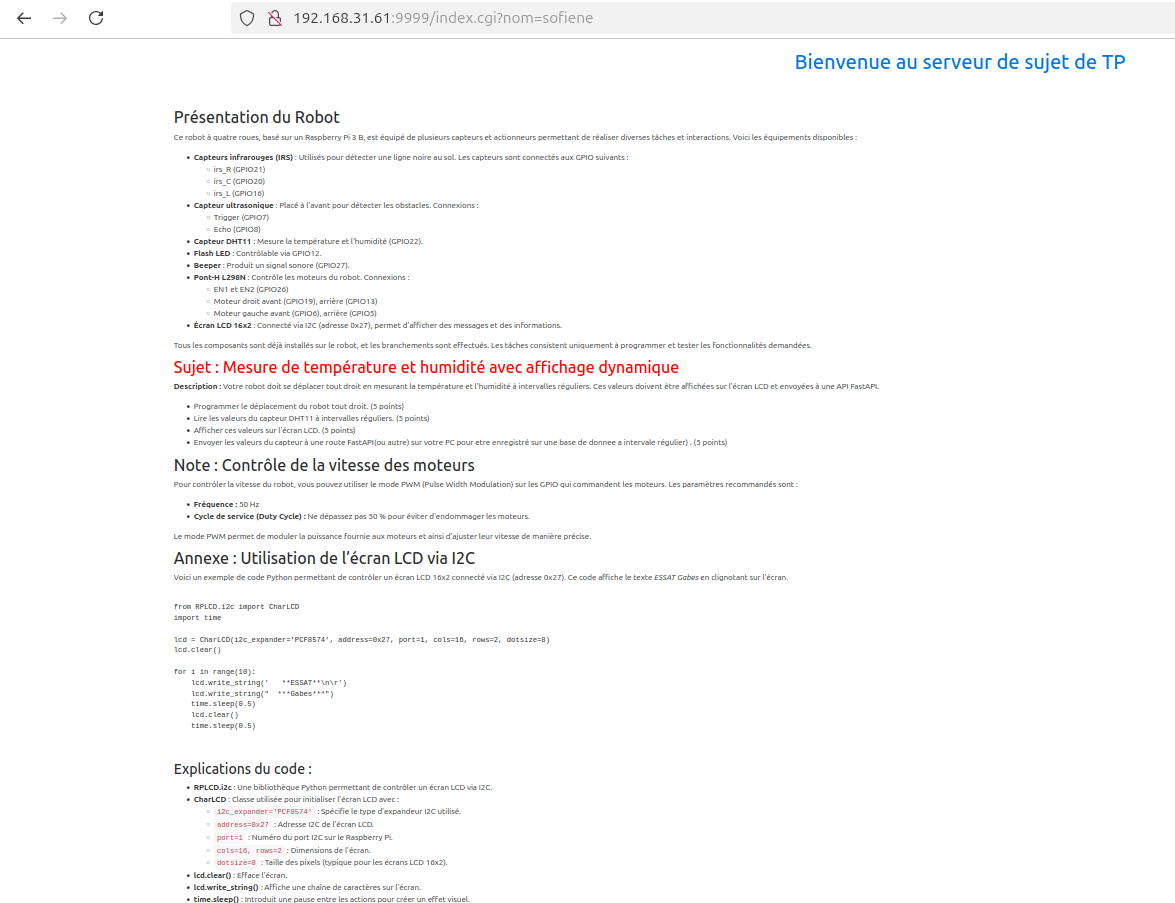 192.168.31.61:9999/index.cgi?nom=sofiene
Bienvenue au serveur de sujet de TP
Présentation du Robot
Ce robot à quatre roues, basé sur un Raspberry Pi 3 B, est équipé de plusieurs capteurs et actionneurs permettant de réaliser diverses tâches et interactions. Voici les équipements disponibles :
• Capteurs infrarouges (IRS) : Utilisés pour détecter une ligne noire au sol. Les capteurs sont connectés aux GPIO suivants :
◦ irs_R (GPIO21)
◦ irs_C (GPIO20)
◦ irs_L (GPIO16)
• Capteur ultrasonique : Placé à l'avant pour détecter les obstacles. Connexions :
◦ Trigger (GPIO7)
◦ Echo (GPIO8)
• Capteur DHT11 : Mesure la température et l'humidité (GPIO22).
• Flash LED : Contrôlable via GPIO12.
• Beeper : Produit un signal sonore (GPIO27).
• Pont-H L298N : Contrôle les moteurs du robot. Connexions :
◦ EN1 et EN2 (GPIO26)
◦ Moteur droit avant (GPIO19), arrière (GPIO13)
◦ Moteur gauche avant (GPIO6), arrière (GPIO5)
• Écran LCD 16x2 : Connecté via I2C (adresse 0x27), permet d'afficher des messages et des informations.
Tous les composants sont déjà installés sur le robot, et les branchements sont effectués. Les tâches consistent uniquement à programmer et tester les fonctionnalités demandées.
Sujet : Mesure de température et humidité avec affichage dynamique
Description : Votre robot doit se déplacer tout droit en mesurant la température et l'humidité à intervalles réguliers. Ces valeurs doivent être affichées sur l'écran LCD et envoyées à une API FastAPI.
• Programmer le déplacement du robot tout droit. (5 points)
• Lire les valeurs du capteur DHT11 à intervalles réguliers. (5 points)
• Afficher ces valeurs sur l'écran LCD. (5 points)
• Envoyer les valeurs du capteur à une route FastAPI(ou autre) sur votre PC pour etre enregistré sur une base de donnee a intervale régulier) . (5 points)
Note : Contrôle de la vitesse des moteurs
Pour contrôler la vitesse du robot, vous pouvez utiliser le mode PWM (Pulse Width Modulation) sur les GPIO qui commandent les moteurs. Les paramètres recommandés sont :
• Fréquence : 50 Hz
• Cycle de service (Duty Cycle) : Ne dépassez pas 50 % pour éviter d'endommager les moteurs.
Le mode PWM permet de moduler la puissance fournie aux moteurs et ainsi d'ajuster leur vitesse de manière précise.
Annexe : Utilisation de l'écran LCD via I2C
Voici un exemple de code Python permettant de contrôler un écran LCD 16x2 connecté via I2C (adresse 0x27). Ce code affiche le texte ESSAT Gabes en clignotant sur l'écran.
from RPLCD.i2c import CharLCD
import time
lcd = CharLCD(i2c_expander='PCF8574', address=0x27, port=1, cols=16, rows=2, dotsize=8)
lcd.clear()
for i in range(10):
    lcd.write_string('   **ESSAT**\n\r')
    lcd.write_string("  ***Gabes***")
    time.sleep(0.5)
    lcd.clear()
    time.sleep(0.5)
Explications du code :
• RPLCD.i2c : Une bibliothèque Python permettant de contrôler un écran LCD via I2C.
• CharLCD : Classe utilisée pour initialiser l'écran LCD avec :
◦ i2c_expander='PCF8574' : Spécifie le type d'expandeur I2C utilisé.
◦ address=0x27 : Adresse I2C de l'écran LCD.
◦ port=1 : Numéro du port I2C sur le Raspberry Pi.
◦ cols=16, rows=2 : Dimensions de l'écran.
◦ dotsize=8 : Taille des pixels (typique pour les écrans LCD 16x2).
• lcd.clear() : Efface l'écran.
• lcd.write_string() : Affiche une chaîne de caractères sur l'écran.
• time.sleep() : Introduit une pause entre les actions pour créer un effet visuel.